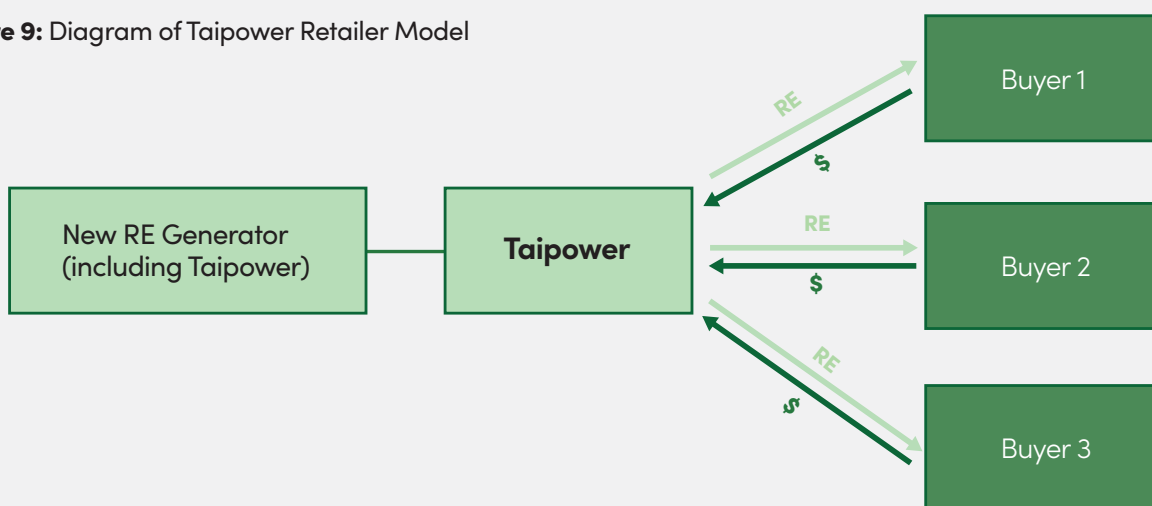 e 9: Diagram of Taipower Retailer Model
RE
$
Buyer 1
New RE Generator
(including Taipower)
Taipower
RE
$
Buyer 2
RE
$
Buyer 3